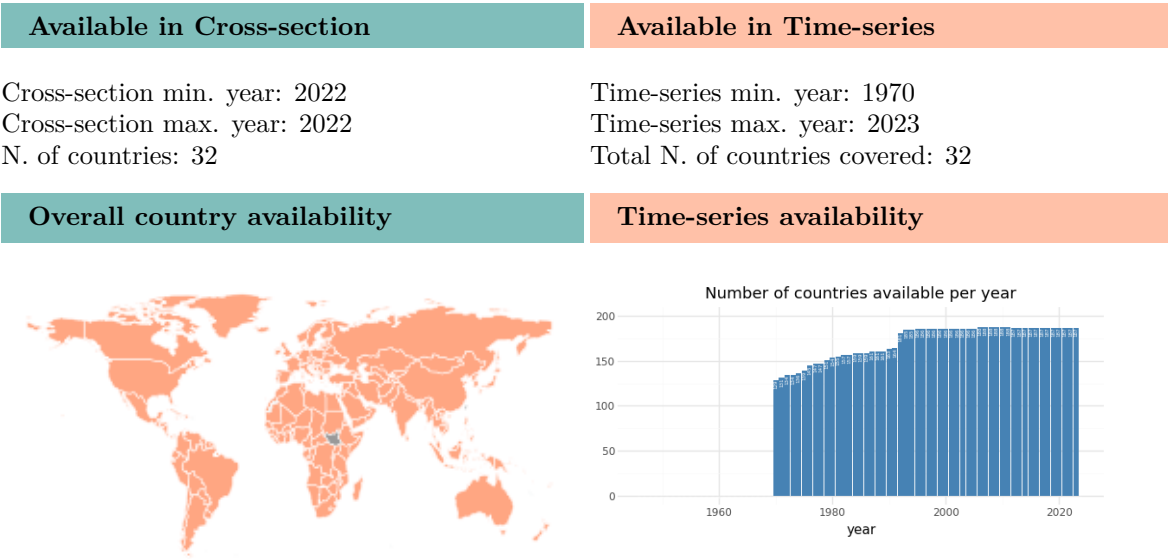 Available in Cross-section
Available in Time-series
Cross-section min. year: 2022
Cross-section max. year: 2022
N. of countries: 32
Time-series min. year: 1970
Time-series max. year: 2023
Total N. of countries covered: 32
Overall country availability
Time-series availability
Number of countries available per year
200
150
100
50
0
1960
1980
2000
2020
year